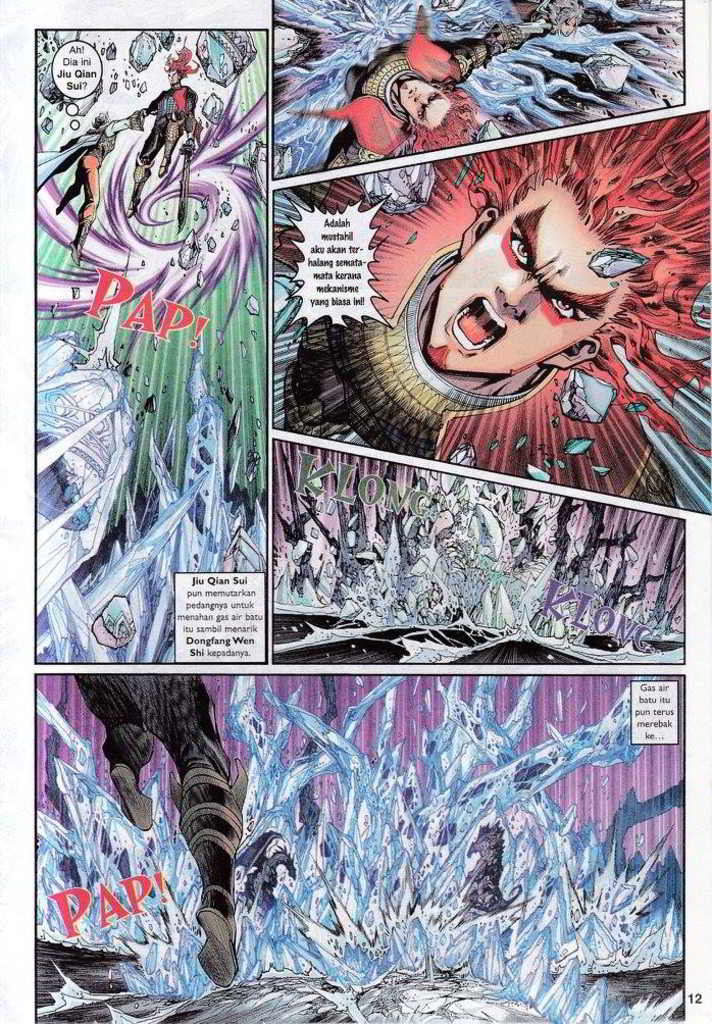 Ah!
Dia ini
Jiu Qian
Sui?
PAP!
Jiu Qian Sui
pun memutarkan
pedangnya untuk
menahan gas air batu
itu sambil menarik
Dongfang Wen
Shi kepadanya.
Adalah
mustahil
aku akan ter-
halang semata-
mata kerana
mekanisme
yang biasa ini!
KLONG
KLONG
Gas air
batu itu
pun terus
merebak
ke...
PAP!
12